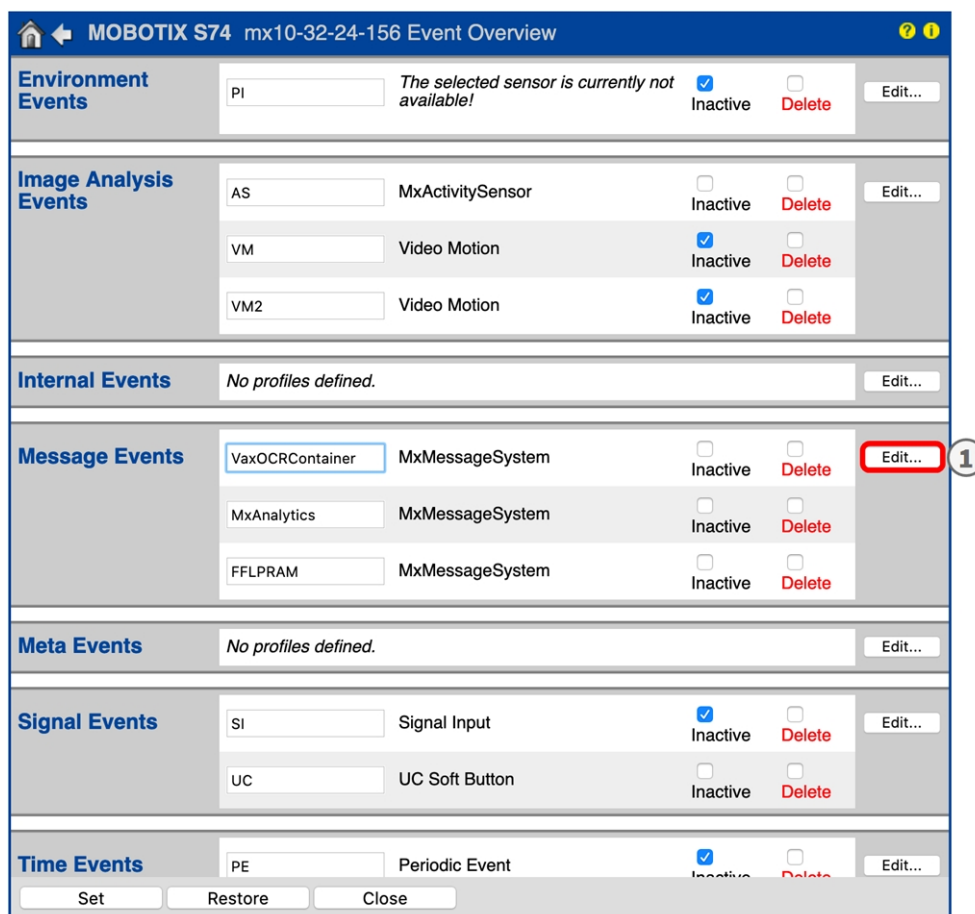 MOBOTIX S74 mx10-32-24-156 Event Overview ? i
Environment Events
PI
The selected sensor is currently not available!
Inactive
Delete
Edit...
Image Analysis Events
AS
MxActivitySensor
Inactive
Delete
Edit...
VM
Video Motion
Inactive
Delete
VM2
Video Motion
Inactive
Delete
Internal Events
No profiles defined.
Edit...
Message Events
VaxOCRContainer
MxMessageSystem
Inactive
Delete
Edit...
1
MxAnalytics
MxMessageSystem
Inactive
Delete
FFLPRAM
MxMessageSystem
Inactive
Delete
Meta Events
No profiles defined.
Edit...
Signal Events
SI
Signal Input
Inactive
Delete
Edit...
UC
UC Soft Button
Inactive
Delete
Time Events
PE
Periodic Event
Inactive
Delete
Edit...
Set
Restore
Close